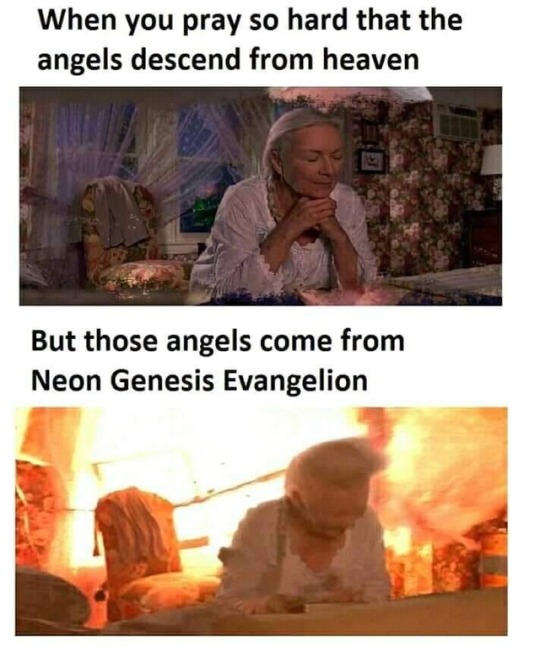 When you pray so hard that the
angels descend from heaven
But those angels come from
Neon Genesis Evangelion